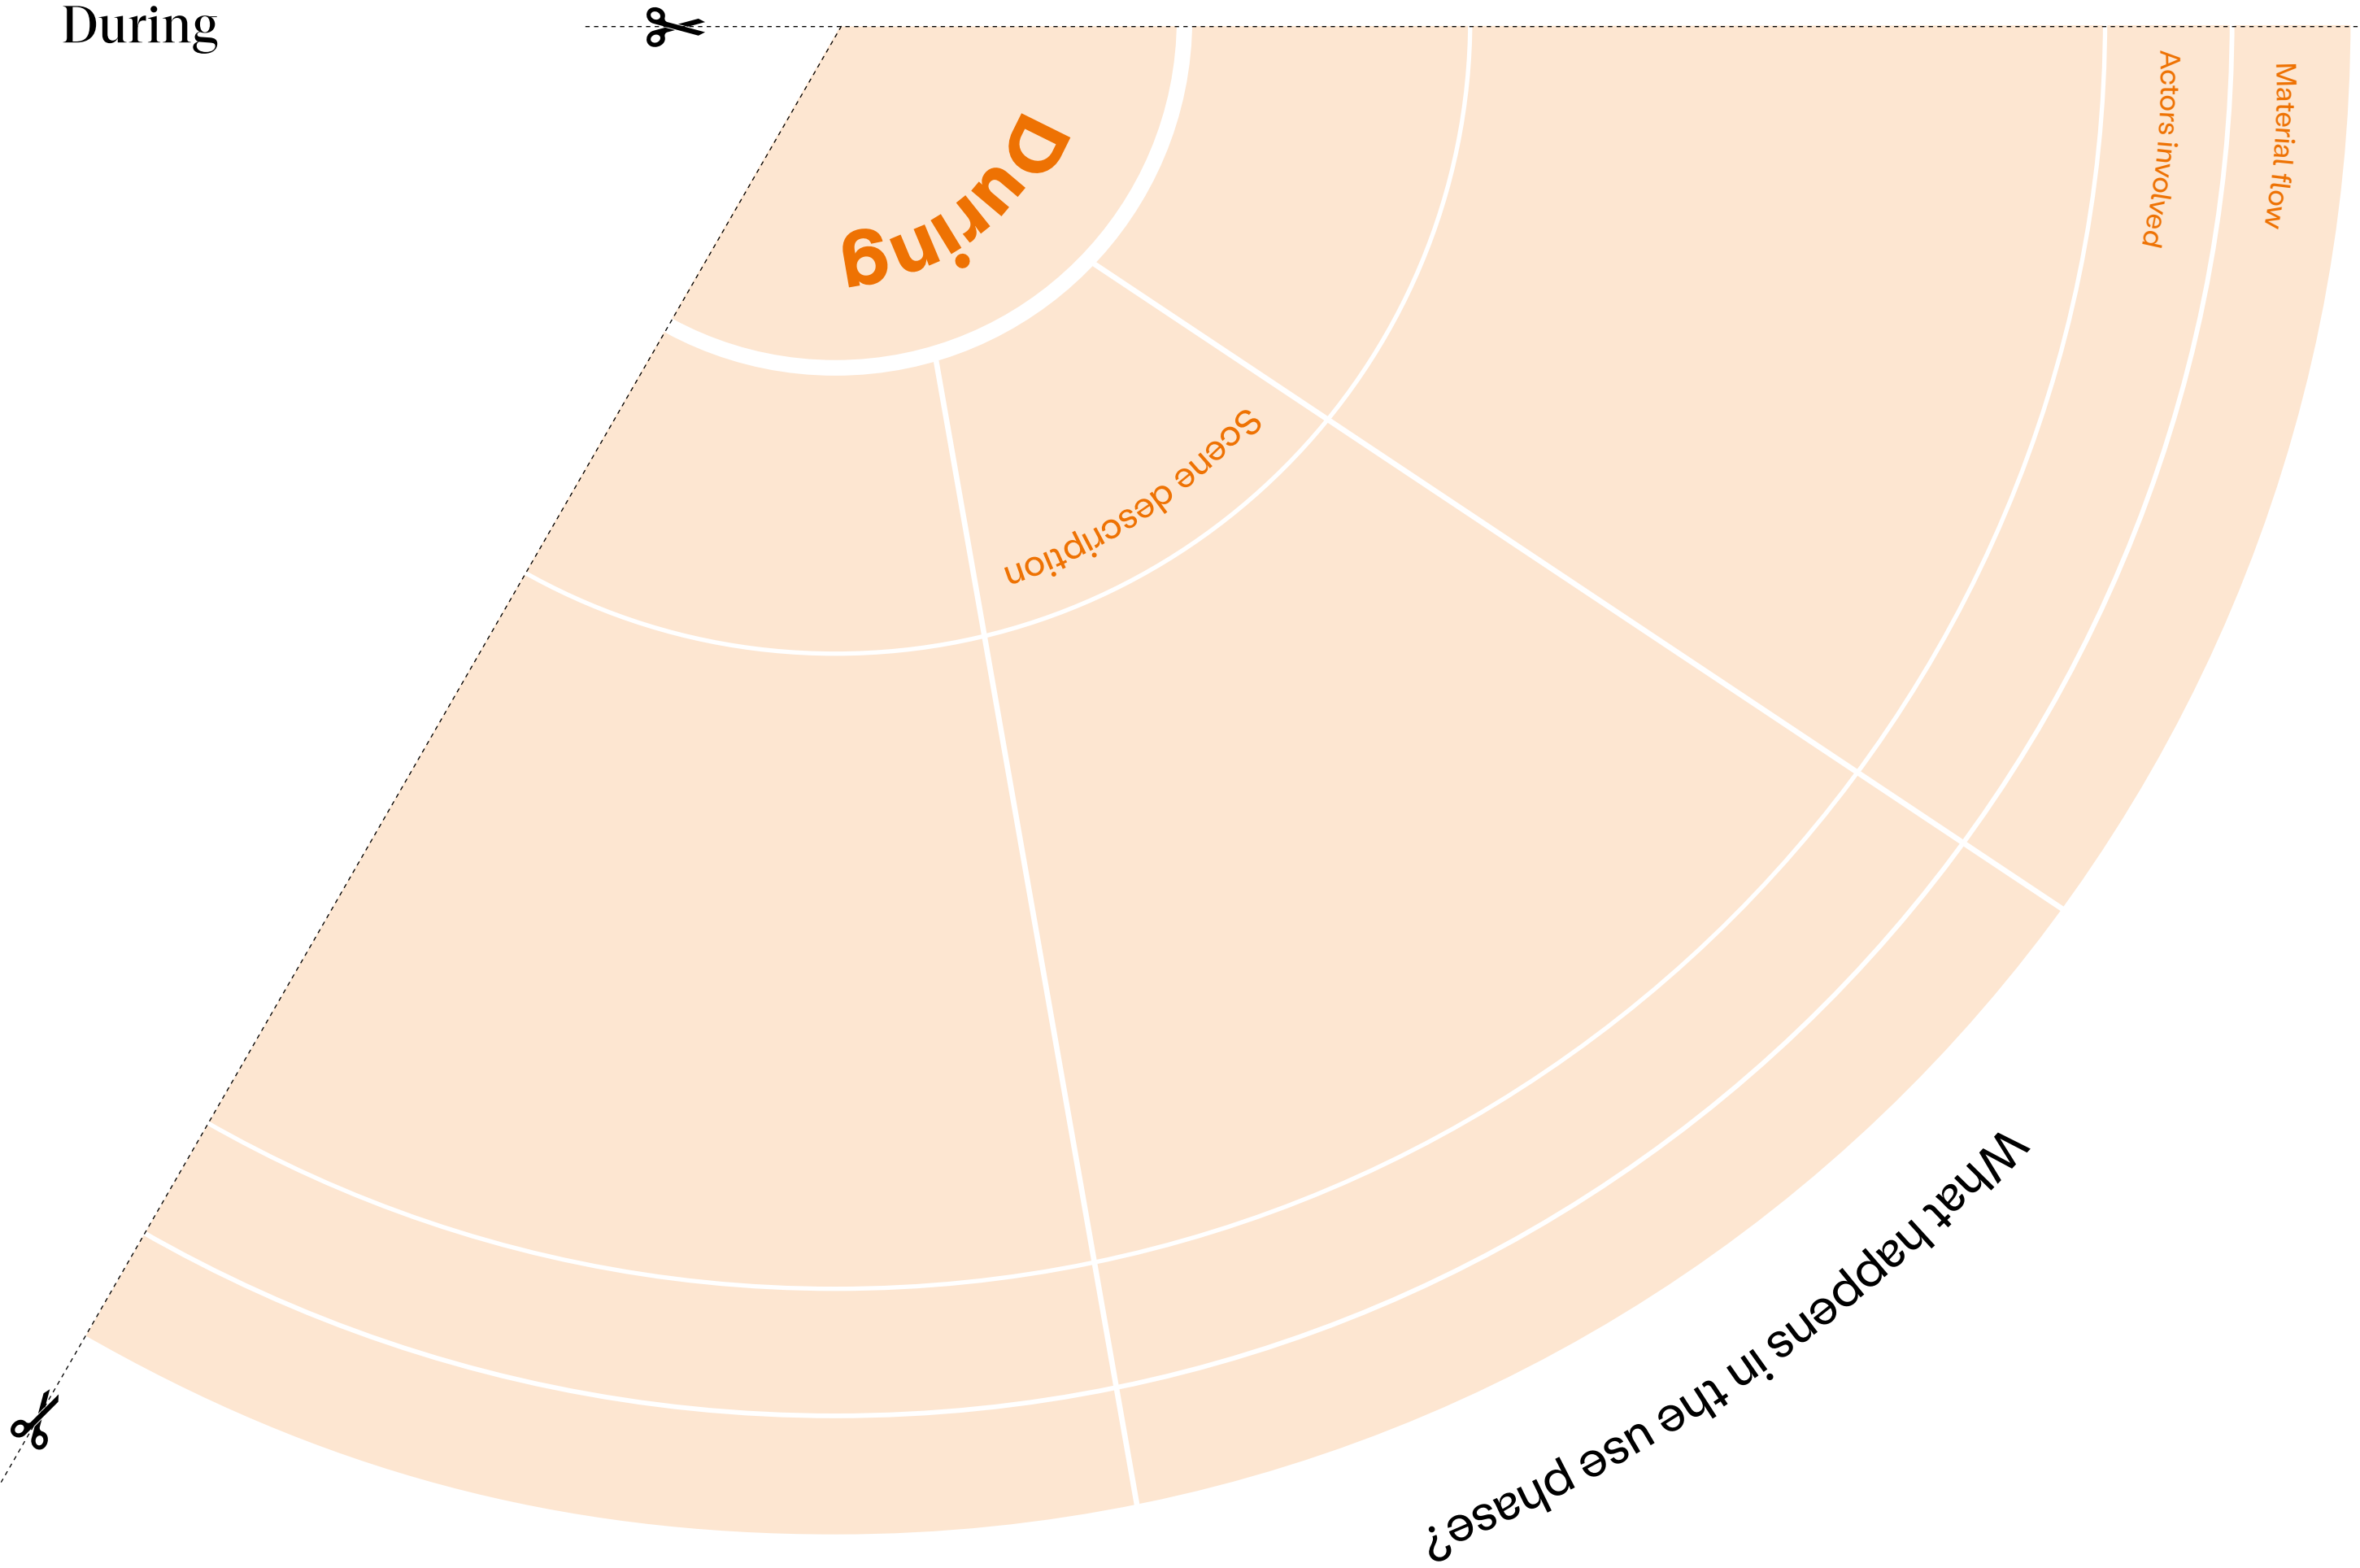 During
During
Scene description
Actors involved
Material flow
What happens in the use phase?